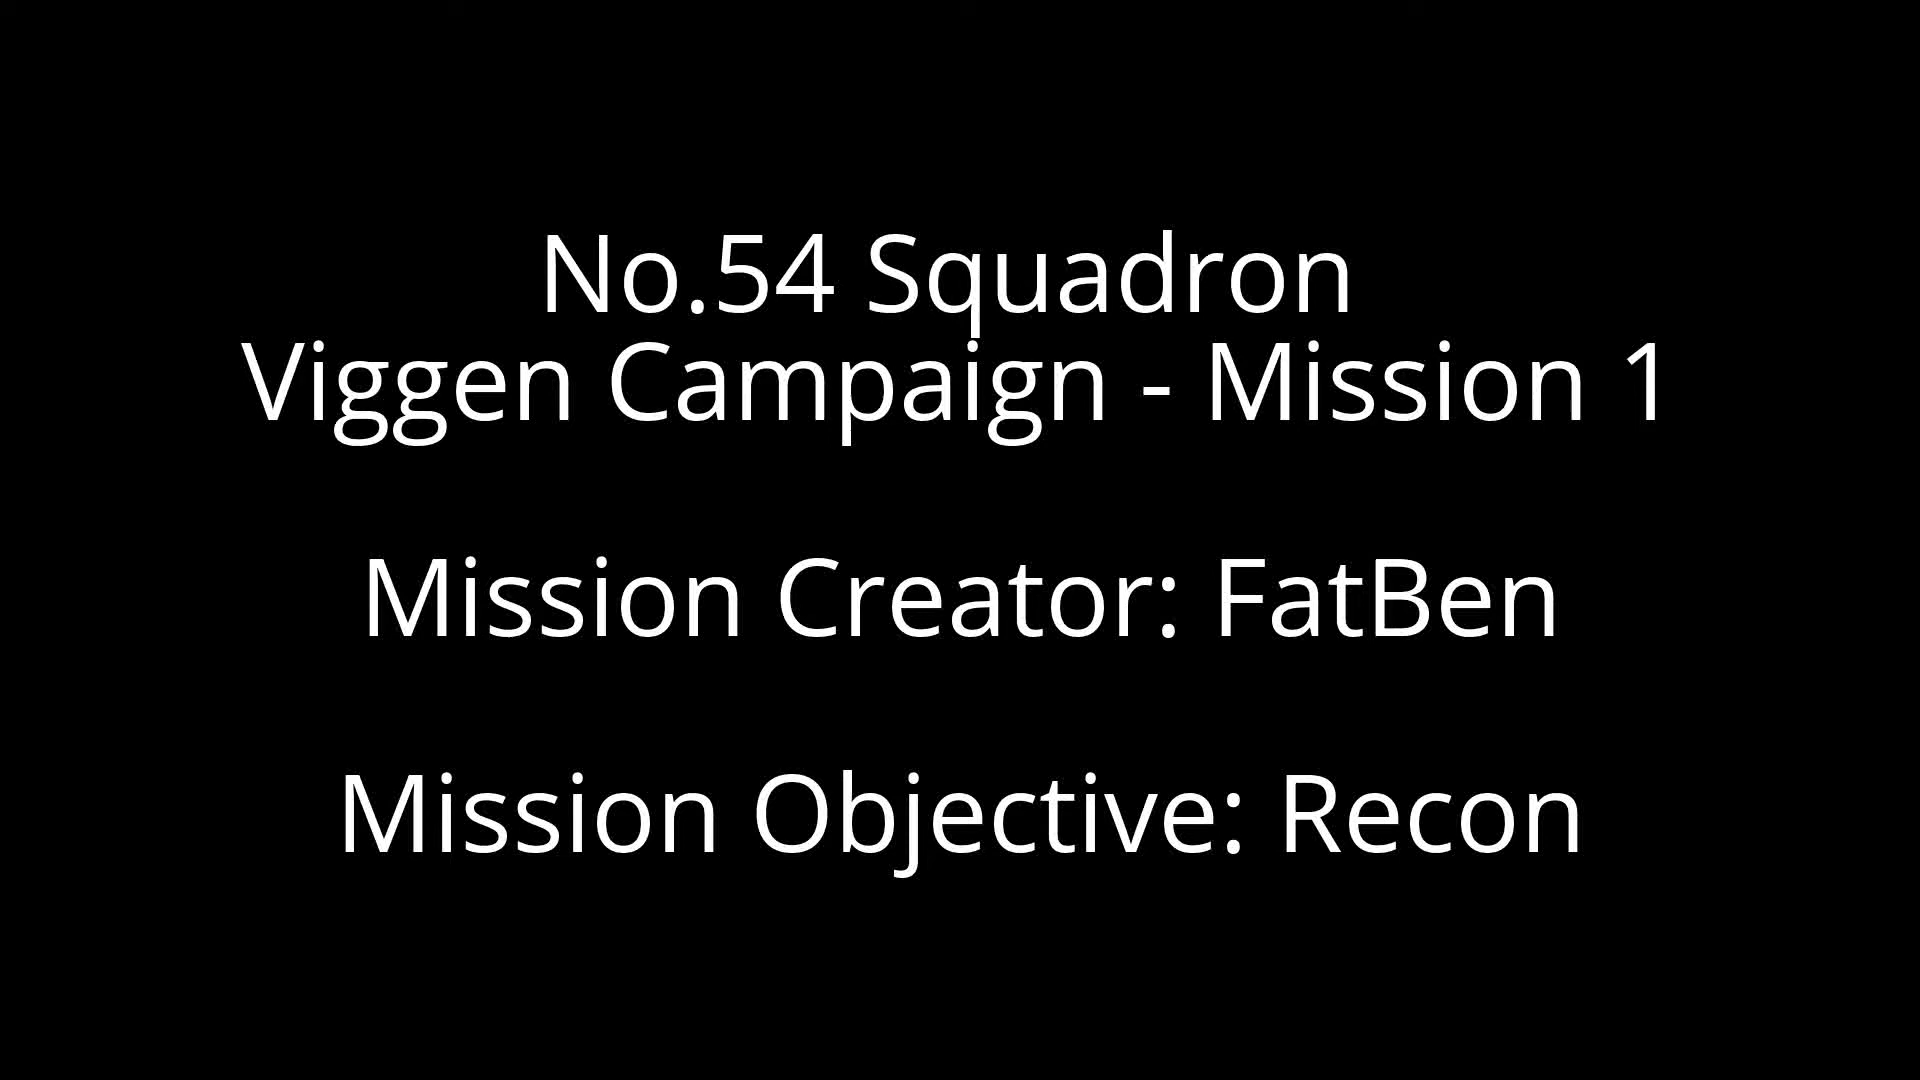 No.54 Squadron
Viggen Campaign - Mission 1
Mission Creator: FatBen
Mission Objective: Recon